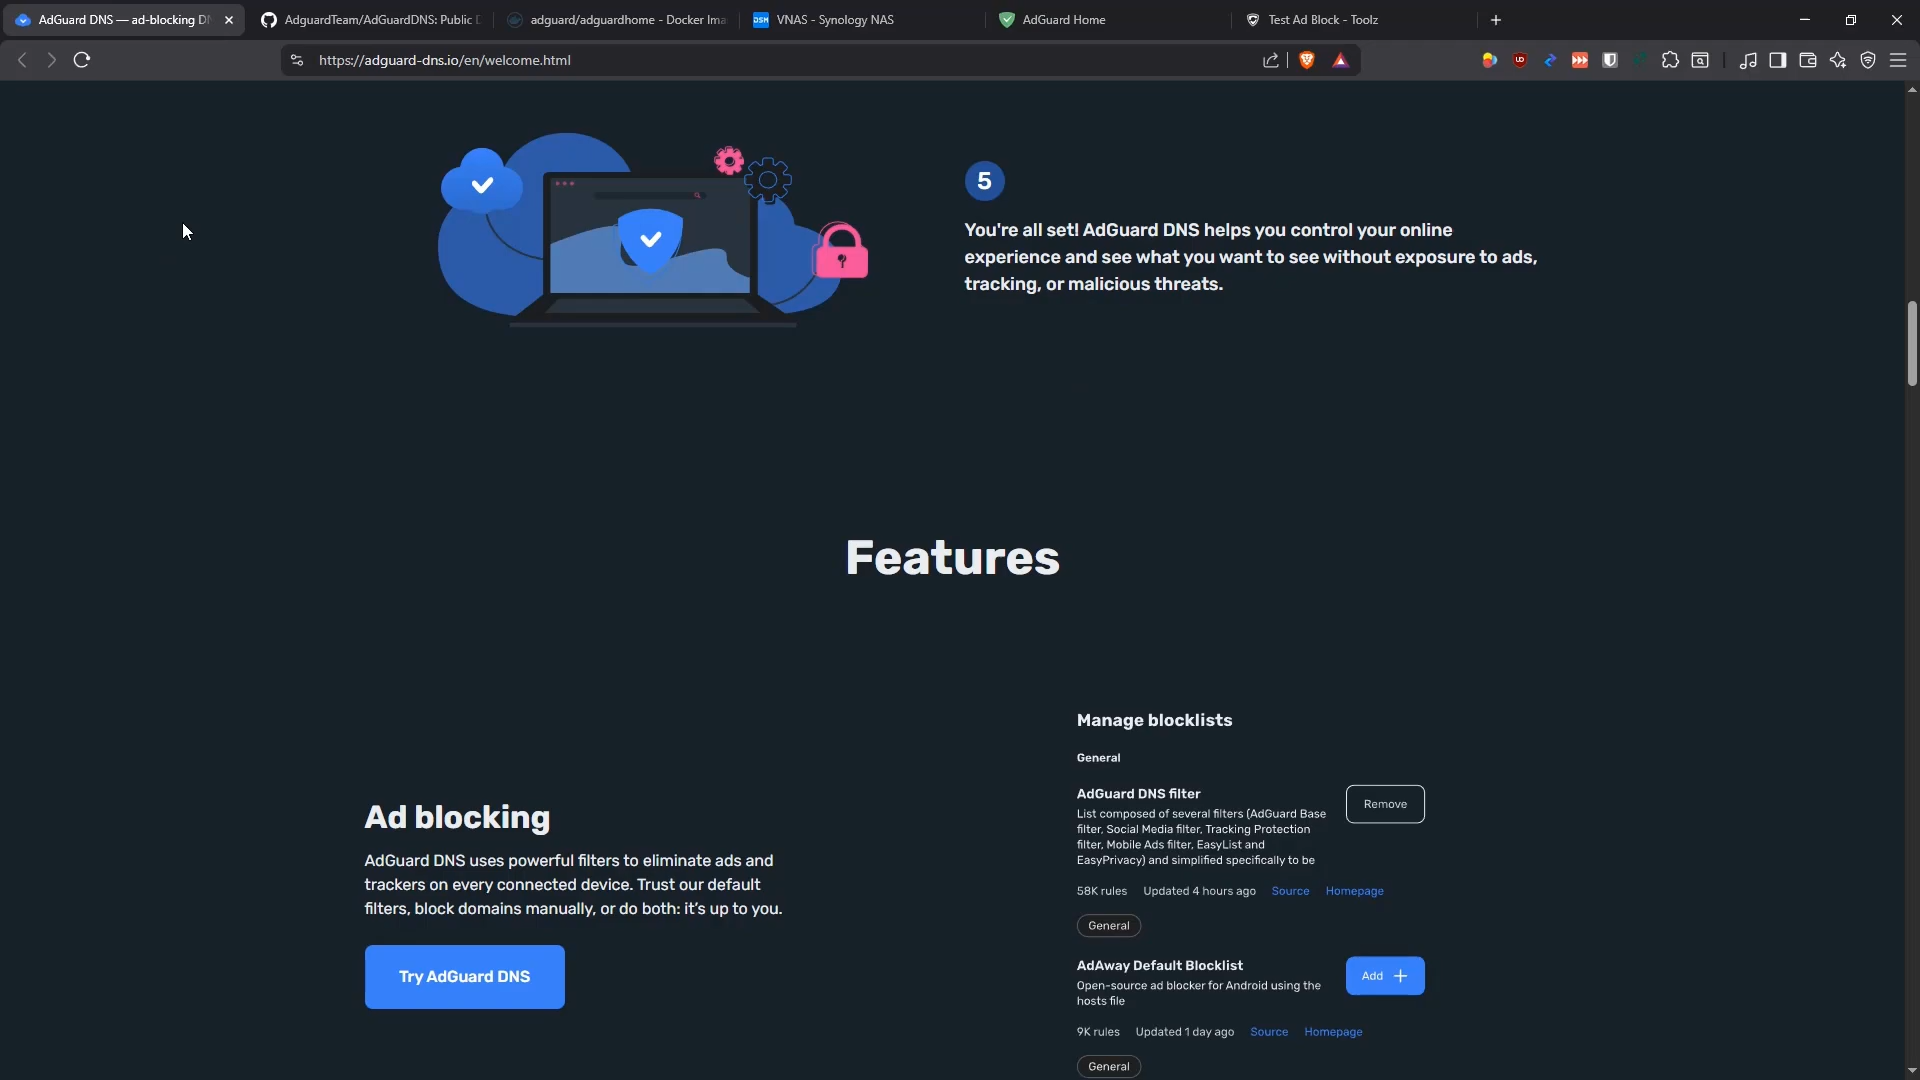 AdGuard DNS — ad-blocking DN
AdguardTeam/AdGuardDNS: Public D
adguard/adguardhome - Docker Ima
DSM
VNAS - Synology NAS
AdGuard Home
Test Ad Block - Toolz
https://adguard-dns.io/en/welcome.html
5
You're all set! AdGuard DNS helps you control your online
experience and see what you want to see without exposure to ads,
tracking, or malicious threats.
Features
Ad blocking
AdGuard DNS uses powerful filters to eliminate ads and
trackers on every connected device. Trust our default
filters, block domains manually, or do both: it's up to you.
Try AdGuard DNS
Manage blocklists
General
AdGuard DNS filter
Remove
List composed of several filters (AdGuard Base
filter, Social Media filter, Tracking Protection
filter, Mobile Ads filter, EasyList and
EasyPrivacy) and simplified specifically to be
58K rules Updated 4 hours ago Source Homepage
General
AdAway Default Blocklist
Add
Open-source ad blocker for Android using the
hosts file
9K rules Updated 1 day ago Source Homepage
General